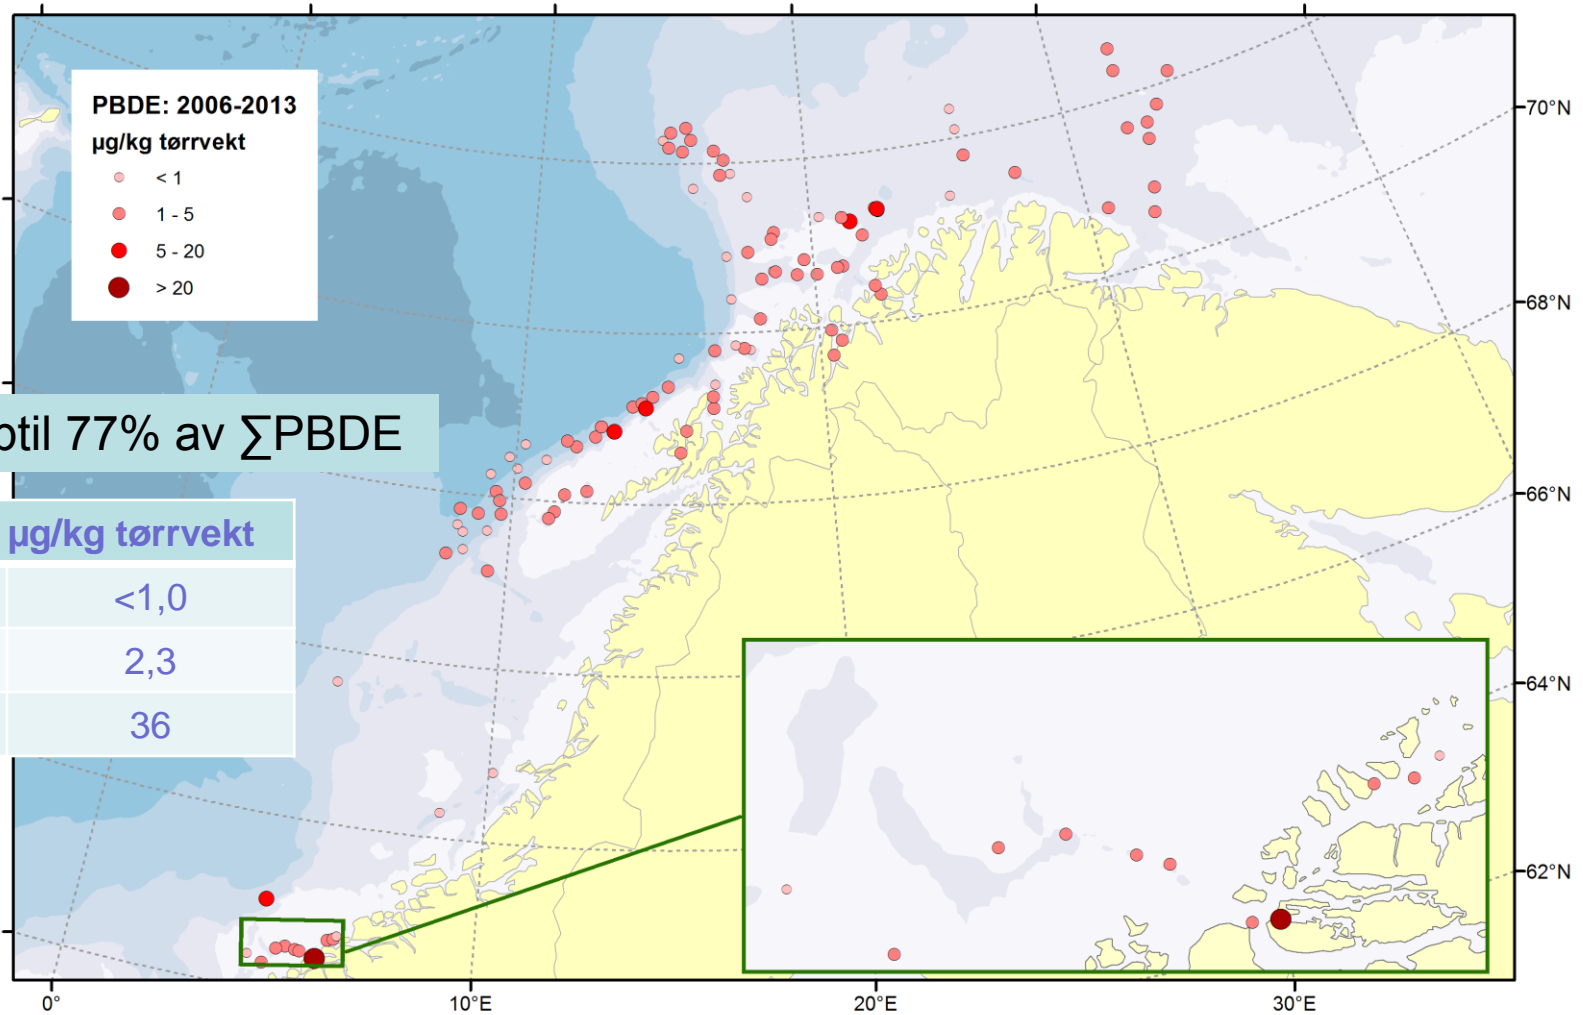 PBDE: 2006-2013
µg/kg tørrvekt
< 1
1 - 5
5 - 20
> 20
70°N
68°N
66°N
64°N
62°N
77% av ∑PBDE
µg/kg tørrvekt
<1,0
2,3
36
0°
10°E
20°E
30°E